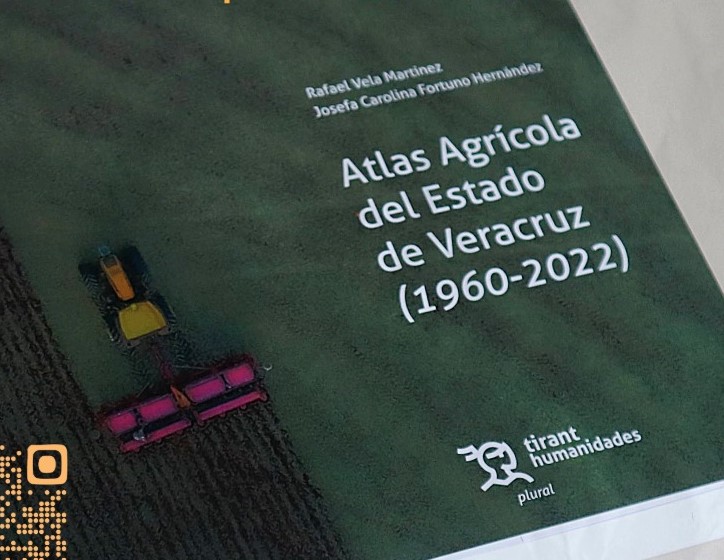 Rafael Vela Martínez
Josefa Carolina Fortuno Hernández
Atlas Agrícola
del Estado
de Veracruz
(1960-2022)
tirant
humanidades
plural